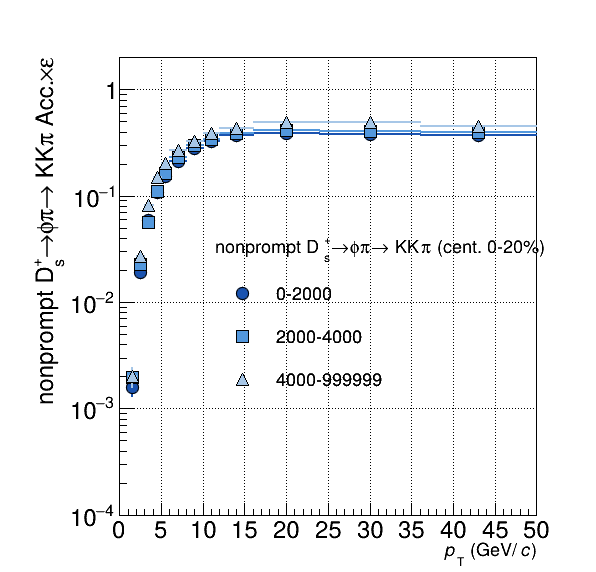 nonprompt D⁺ₛ→ϕπ→ KKπ Acc.×ε
1
10⁻¹
10⁻²
10⁻³
10⁻⁴
nonprompt D⁺ₛ→ϕπ→ KKπ (cent. 0-20%)
0-2000
2000-4000
4000-999999
0 5 10 15 20 25 30 35 40 45 50
p_T (GeV/c)